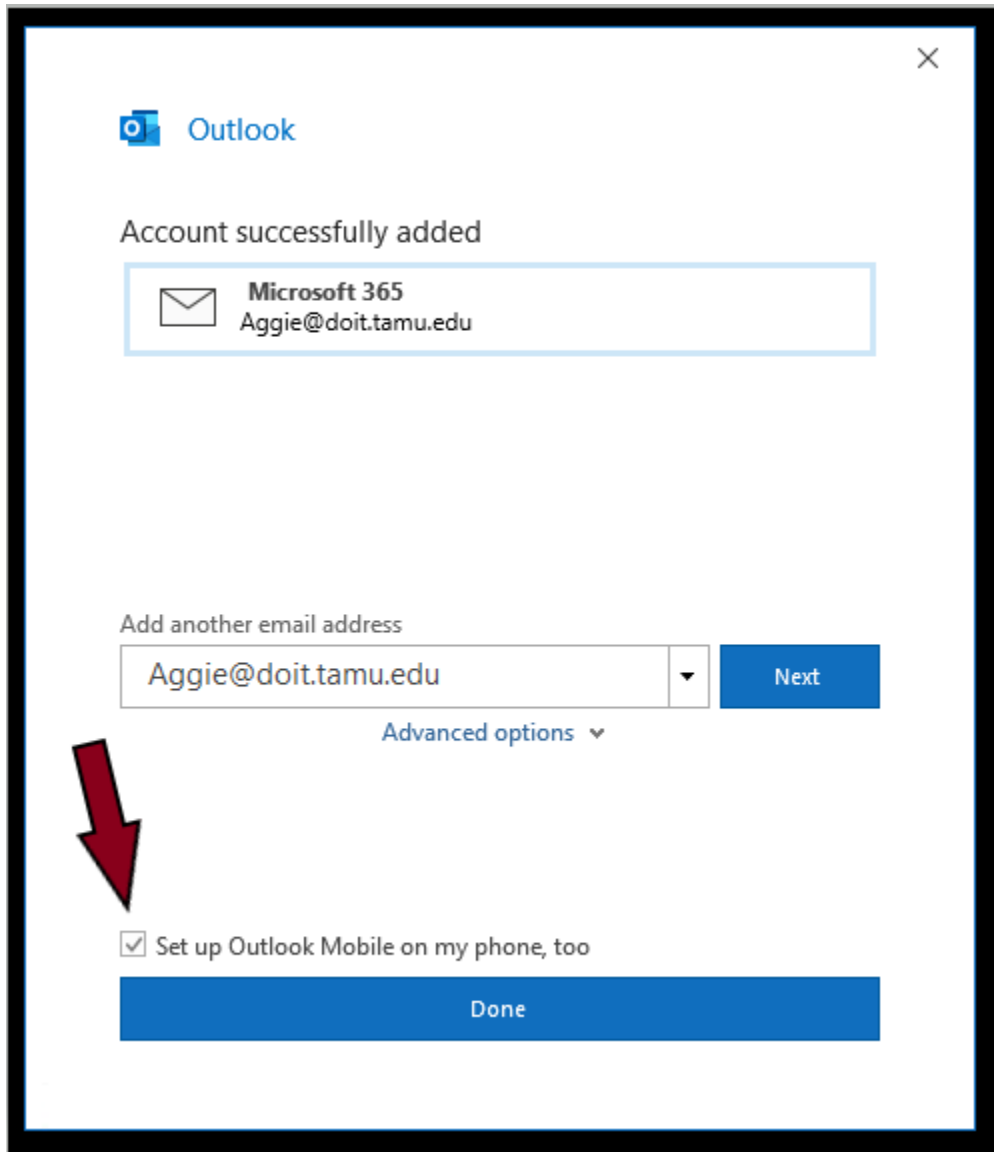 Outlook
Account successfully added
Microsoft 365
Aggie@doit.tamu.edu
Add another email address
Aggie@doit.tamu.edu
Next
Advanced options
Set up Outlook Mobile on my phone, too
Done